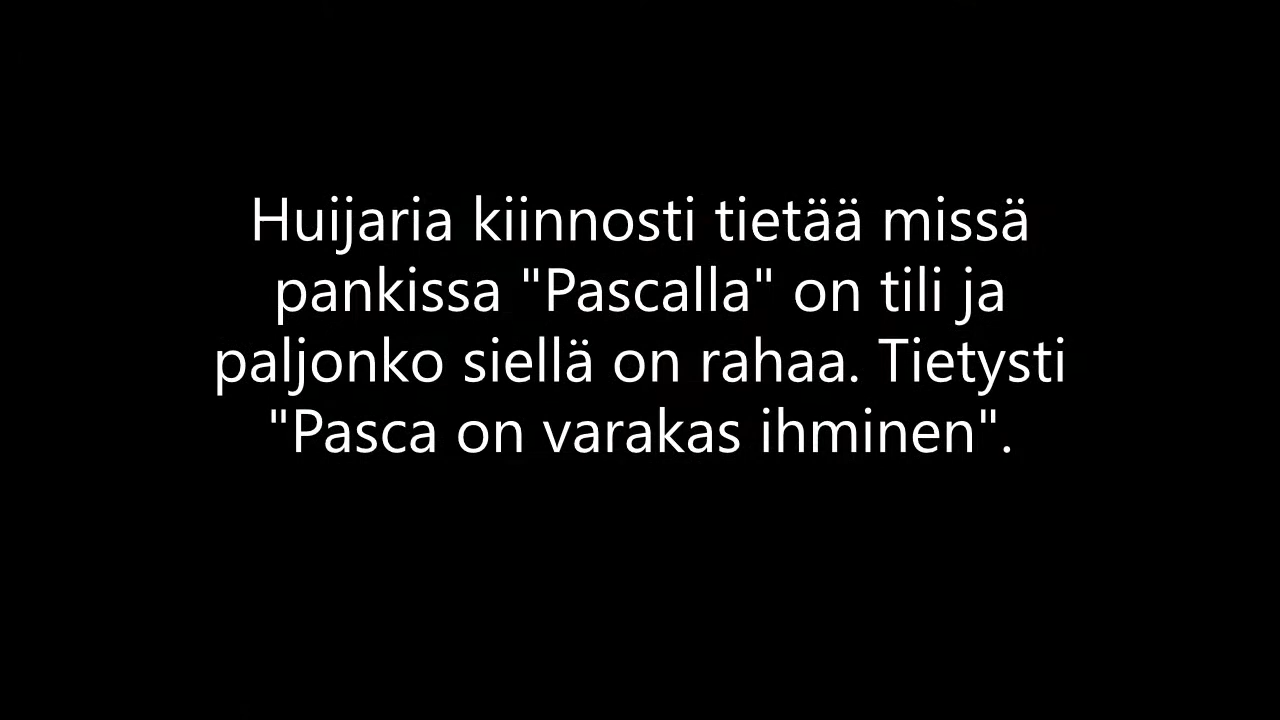 Huijaria kiinnosti tietää missä
pankissa "Pascalla" on tili ja
paljonko siellä on rahaa. Tietysti
"Pasca on varakas ihminen".